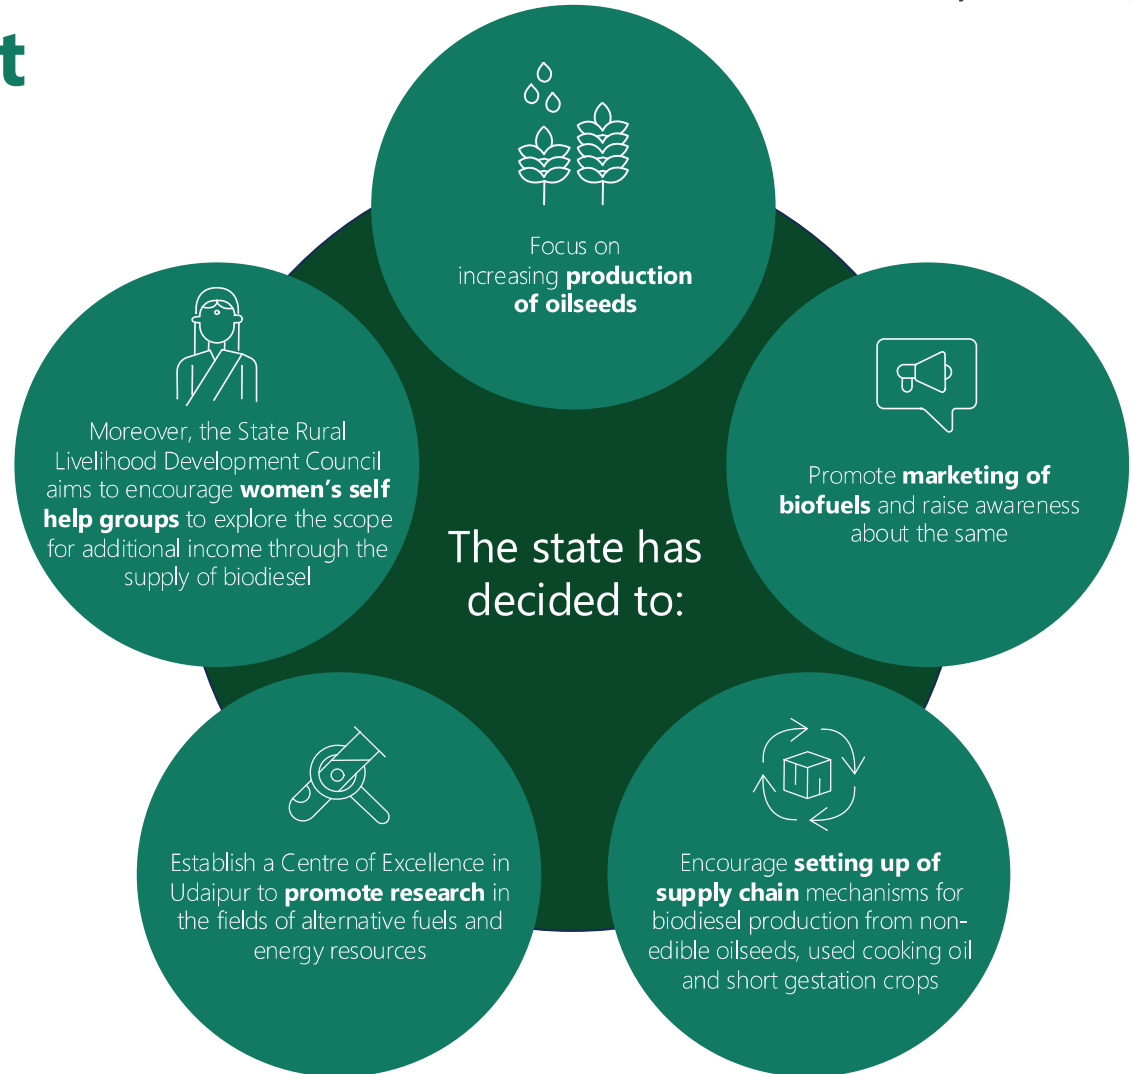 t
Focus on
increasing production
of oilseeds
Promote marketing of
biofuels and raise awareness
about the same
Moreover, the State Rural
Livelihood Development Council
aims to encourage women's self
help groups to explore the scope
for additional income through the
supply of biodiesel
The state has
decided to:
Establish a Centre of Excellence in
Udaipur to promote research in
the fields of alternative fuels and
energy resources
Encourage setting up of
supply chain mechanisms for
biodiesel production from non-
edible oilseeds, used cooking oil
and short gestation crops